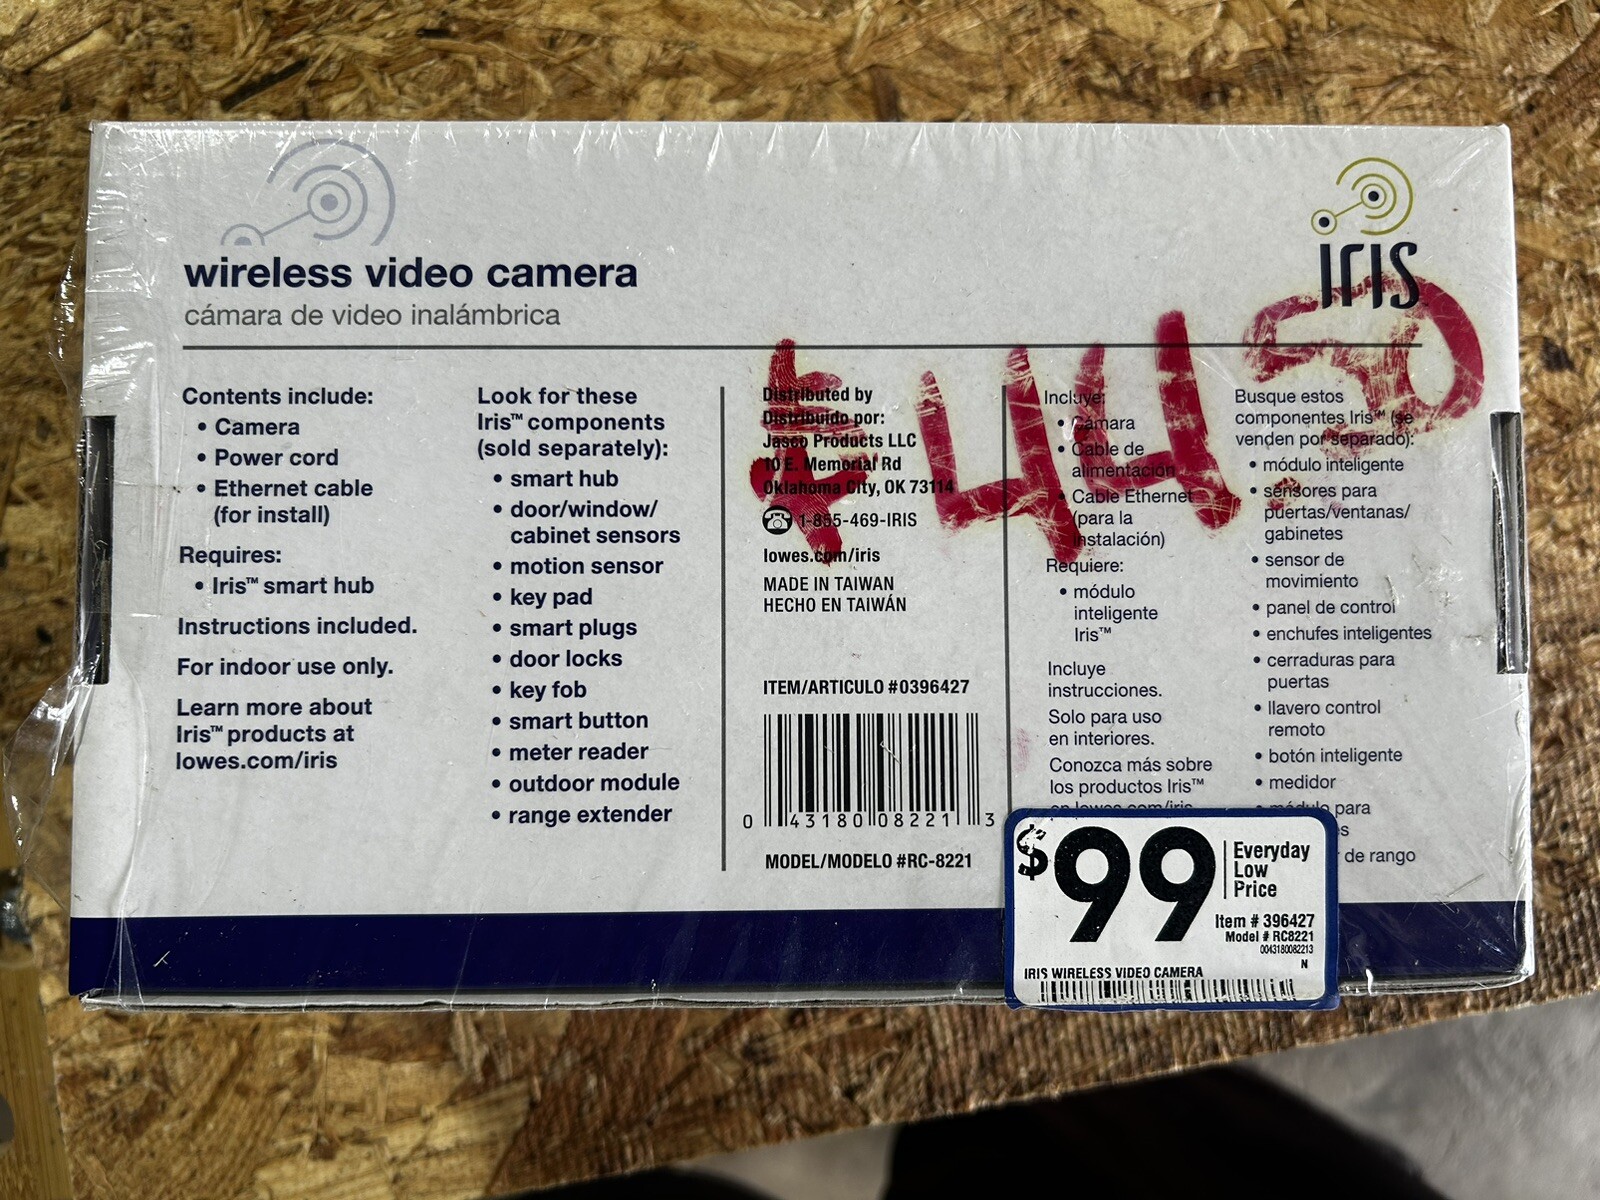 wireless video camera
cámara de video inalámbrica
IRIS
Contents include:
• Camera
• Power cord
• Ethernet cable
(for install)
Requires:
• Iris™ smart hub
Instructions included.
For indoor use only.
Learn more about
Iris™ products at
lowes.com/iris
Look for these
Iris™ components
(sold separately):
• smart hub
• door/window/
cabinet sensors
• motion sensor
• key pad
• smart plugs
• door locks
• key fob
• smart button
• meter reader
• outdoor module
• range extender
Distributed by
Distribuido por:
Jasco Products LLC
10 E. Memorial Rd
Oklahoma City, OK 73114
1-855-469-IRIS
lowes.com/iris
MADE IN TAIWAN
HECHO EN TAIWÁN
ITEM/ARTICULO #0396427
0 43180 08221 3
MODEL/MODELO #RC-8221
Incluye:
• Cámara
• Cable de
alimentación
• Cable Ethernet
(para la
instalación)
Requiere:
• módulo
inteligente
Iris™
Incluye
instrucciones.
Solo para uso
en interiores.
Conozca más sobre
los productos Iris™
en lowes.com/iris
Busque estos
componentes Iris™ (se
venden por separado):
• módulo inteligente
• sensores para
puertas/ventanas/
gabinetes
• sensor de
movimiento
• panel de control
• enchufes inteligentes
• cerraduras para
puertas
• llavero control
remoto
• botón inteligente
• medidor
• módulo para
de rango
$44.50
$99
Everyday
Low
Price
Item # 396427
Model # RC8221
0043180082213
N
IRIS WIRELESS VIDEO CAMERA